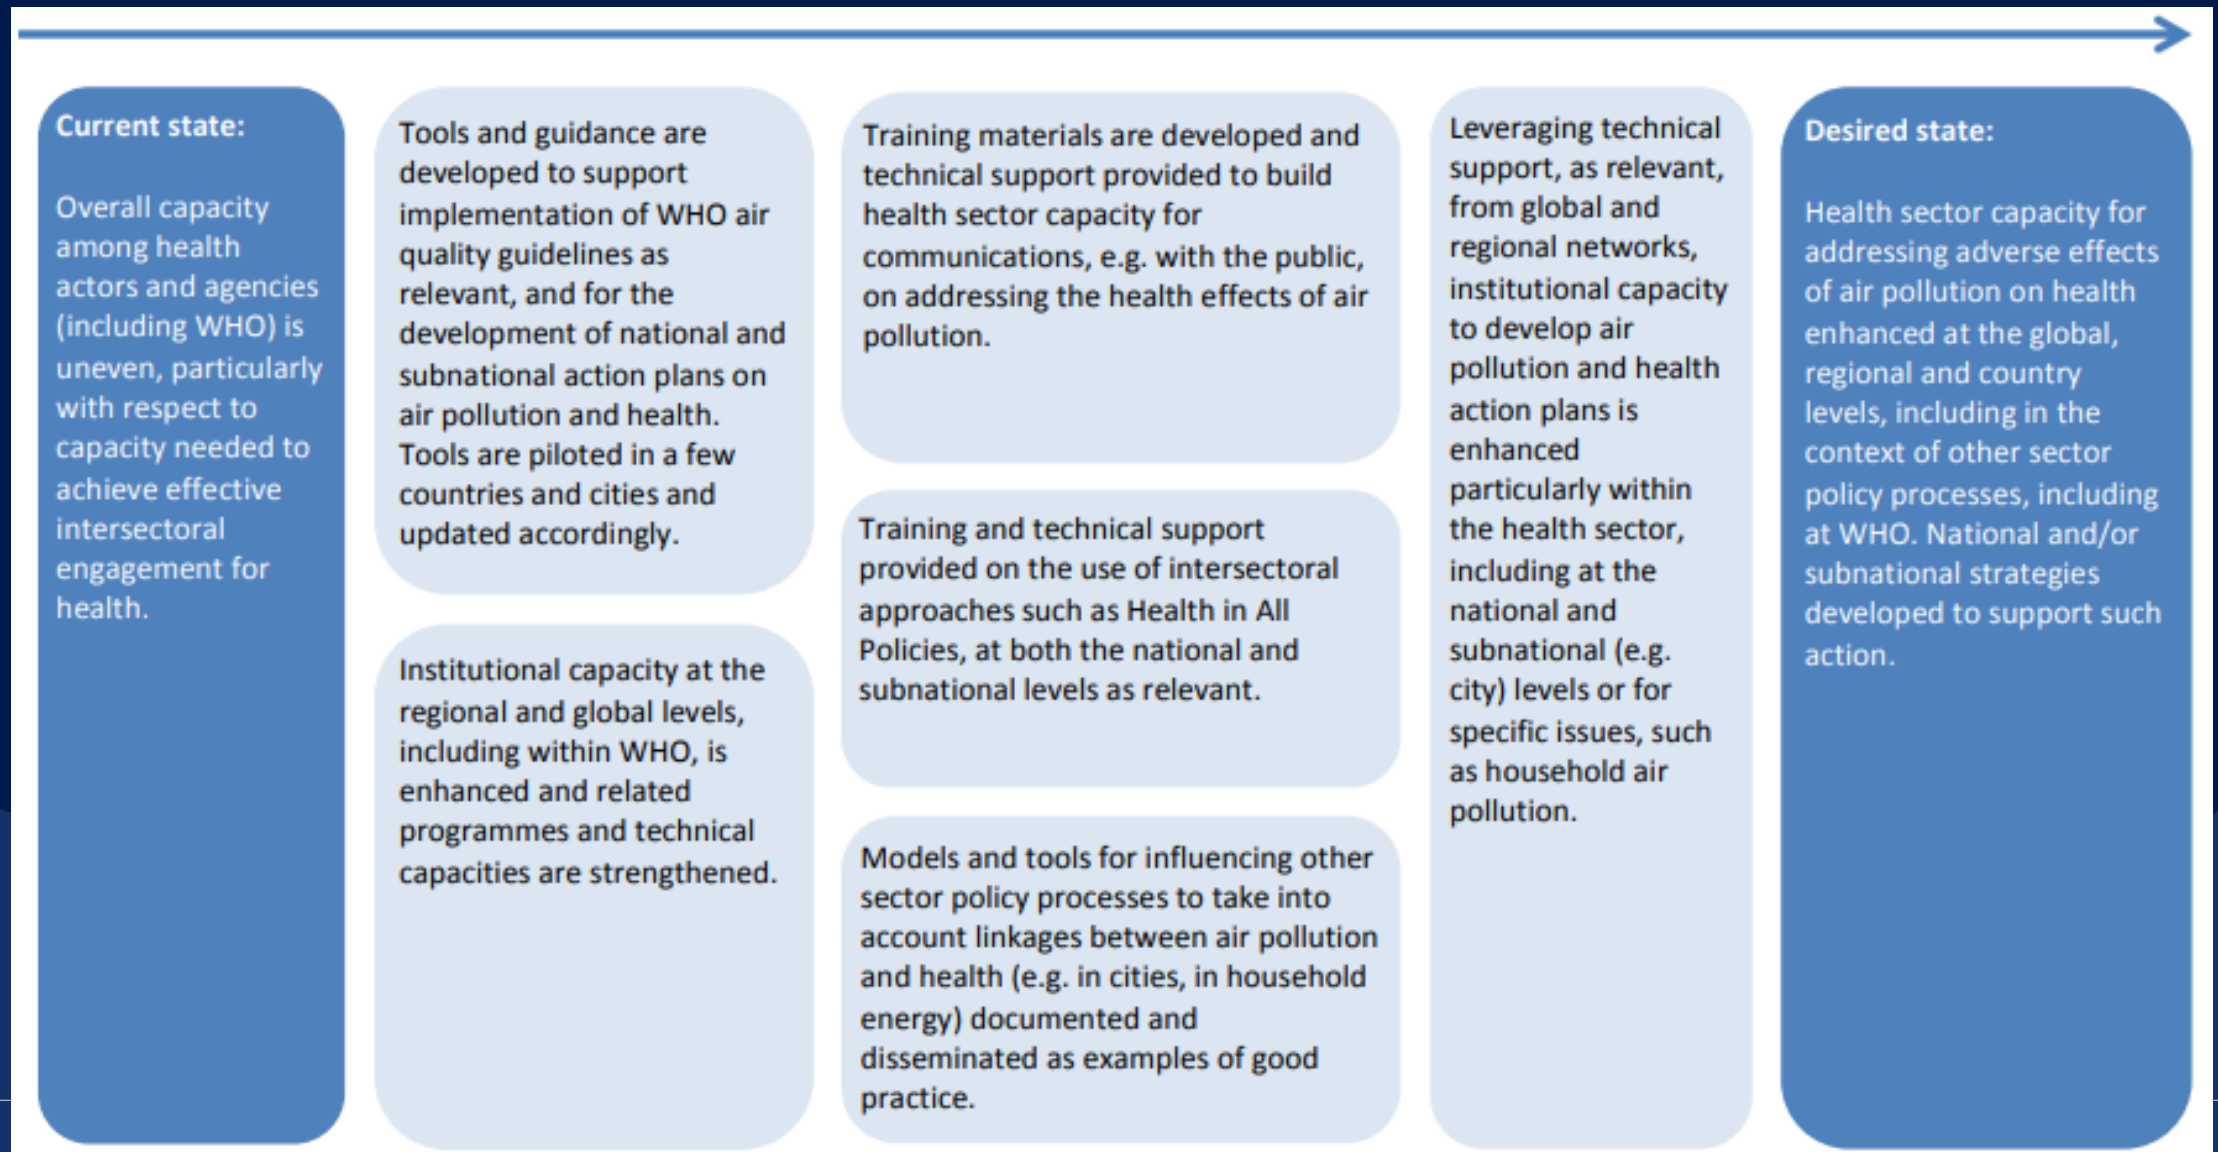 Current state:
Overall capacity
among health
actors and agencies
(including WHO) is
uneven, particularly
with respect to
capacity needed to
achieve effective
intersectoral
engagement for
health.
Tools and guidance are
developed to support
implementation of WHO air
quality guidelines as
relevant, and for the
development of national and
subnational action plans on
air pollution and health.
Tools are piloted in a few
countries and cities and
updated accordingly.
Institutional capacity at the
regional and global levels,
including within WHO, is
enhanced and related
programmes and technical
capacities are strengthened.
Training materials are developed and
technical support provided to build
health sector capacity for
communications, e.g. with the public,
on addressing the health effects of air
pollution.
Training and technical support
provided on the use of intersectoral
approaches such as Health in All
Policies, at both the national and
subnational levels as relevant.
Models and tools for influencing other
sector policy processes to take into
account linkages between air pollution
and health (e.g. in cities, in household
energy) documented and
disseminated as examples of good
practice.
Leveraging technical
support, as relevant,
from global and
regional networks,
institutional capacity
to develop air
pollution and health
action plans is
enhanced
particularly within
the health sector,
including at the
national and
subnational (e.g.
city) levels or for
specific issues, such
as household air
pollution.
Desired state:
Health sector capacity for
addressing adverse effects
of air pollution on health
enhanced at the global,
regional and country
levels, including in the
context of other sector
policy processes, including
at WHO. National and/or
subnational strategies
developed to support such
action.